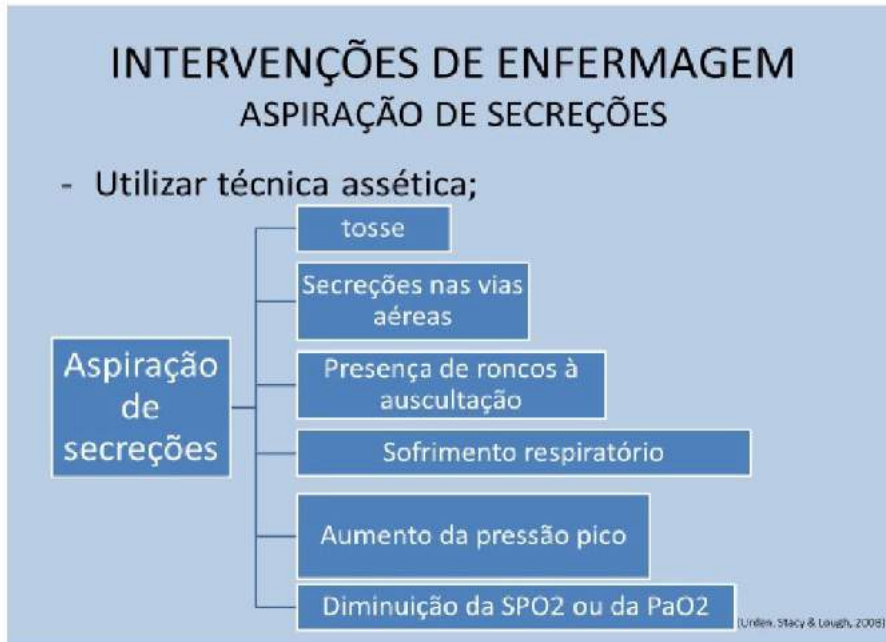 INTERVENÇÕES DE ENFERMAGEM
ASPIRAÇÃO DE SECREÇÕES
- Utilizar técnica assética;
tosse
Secreções nas vias
aéreas
Aspiração
de
secreções
Presença de roncos à
auscultação
Sofrimento respiratório
Aumento da pressão pico
Diminuição da SPO2 ou da PaO2
(Urden, Stacy & Lough, 2008)